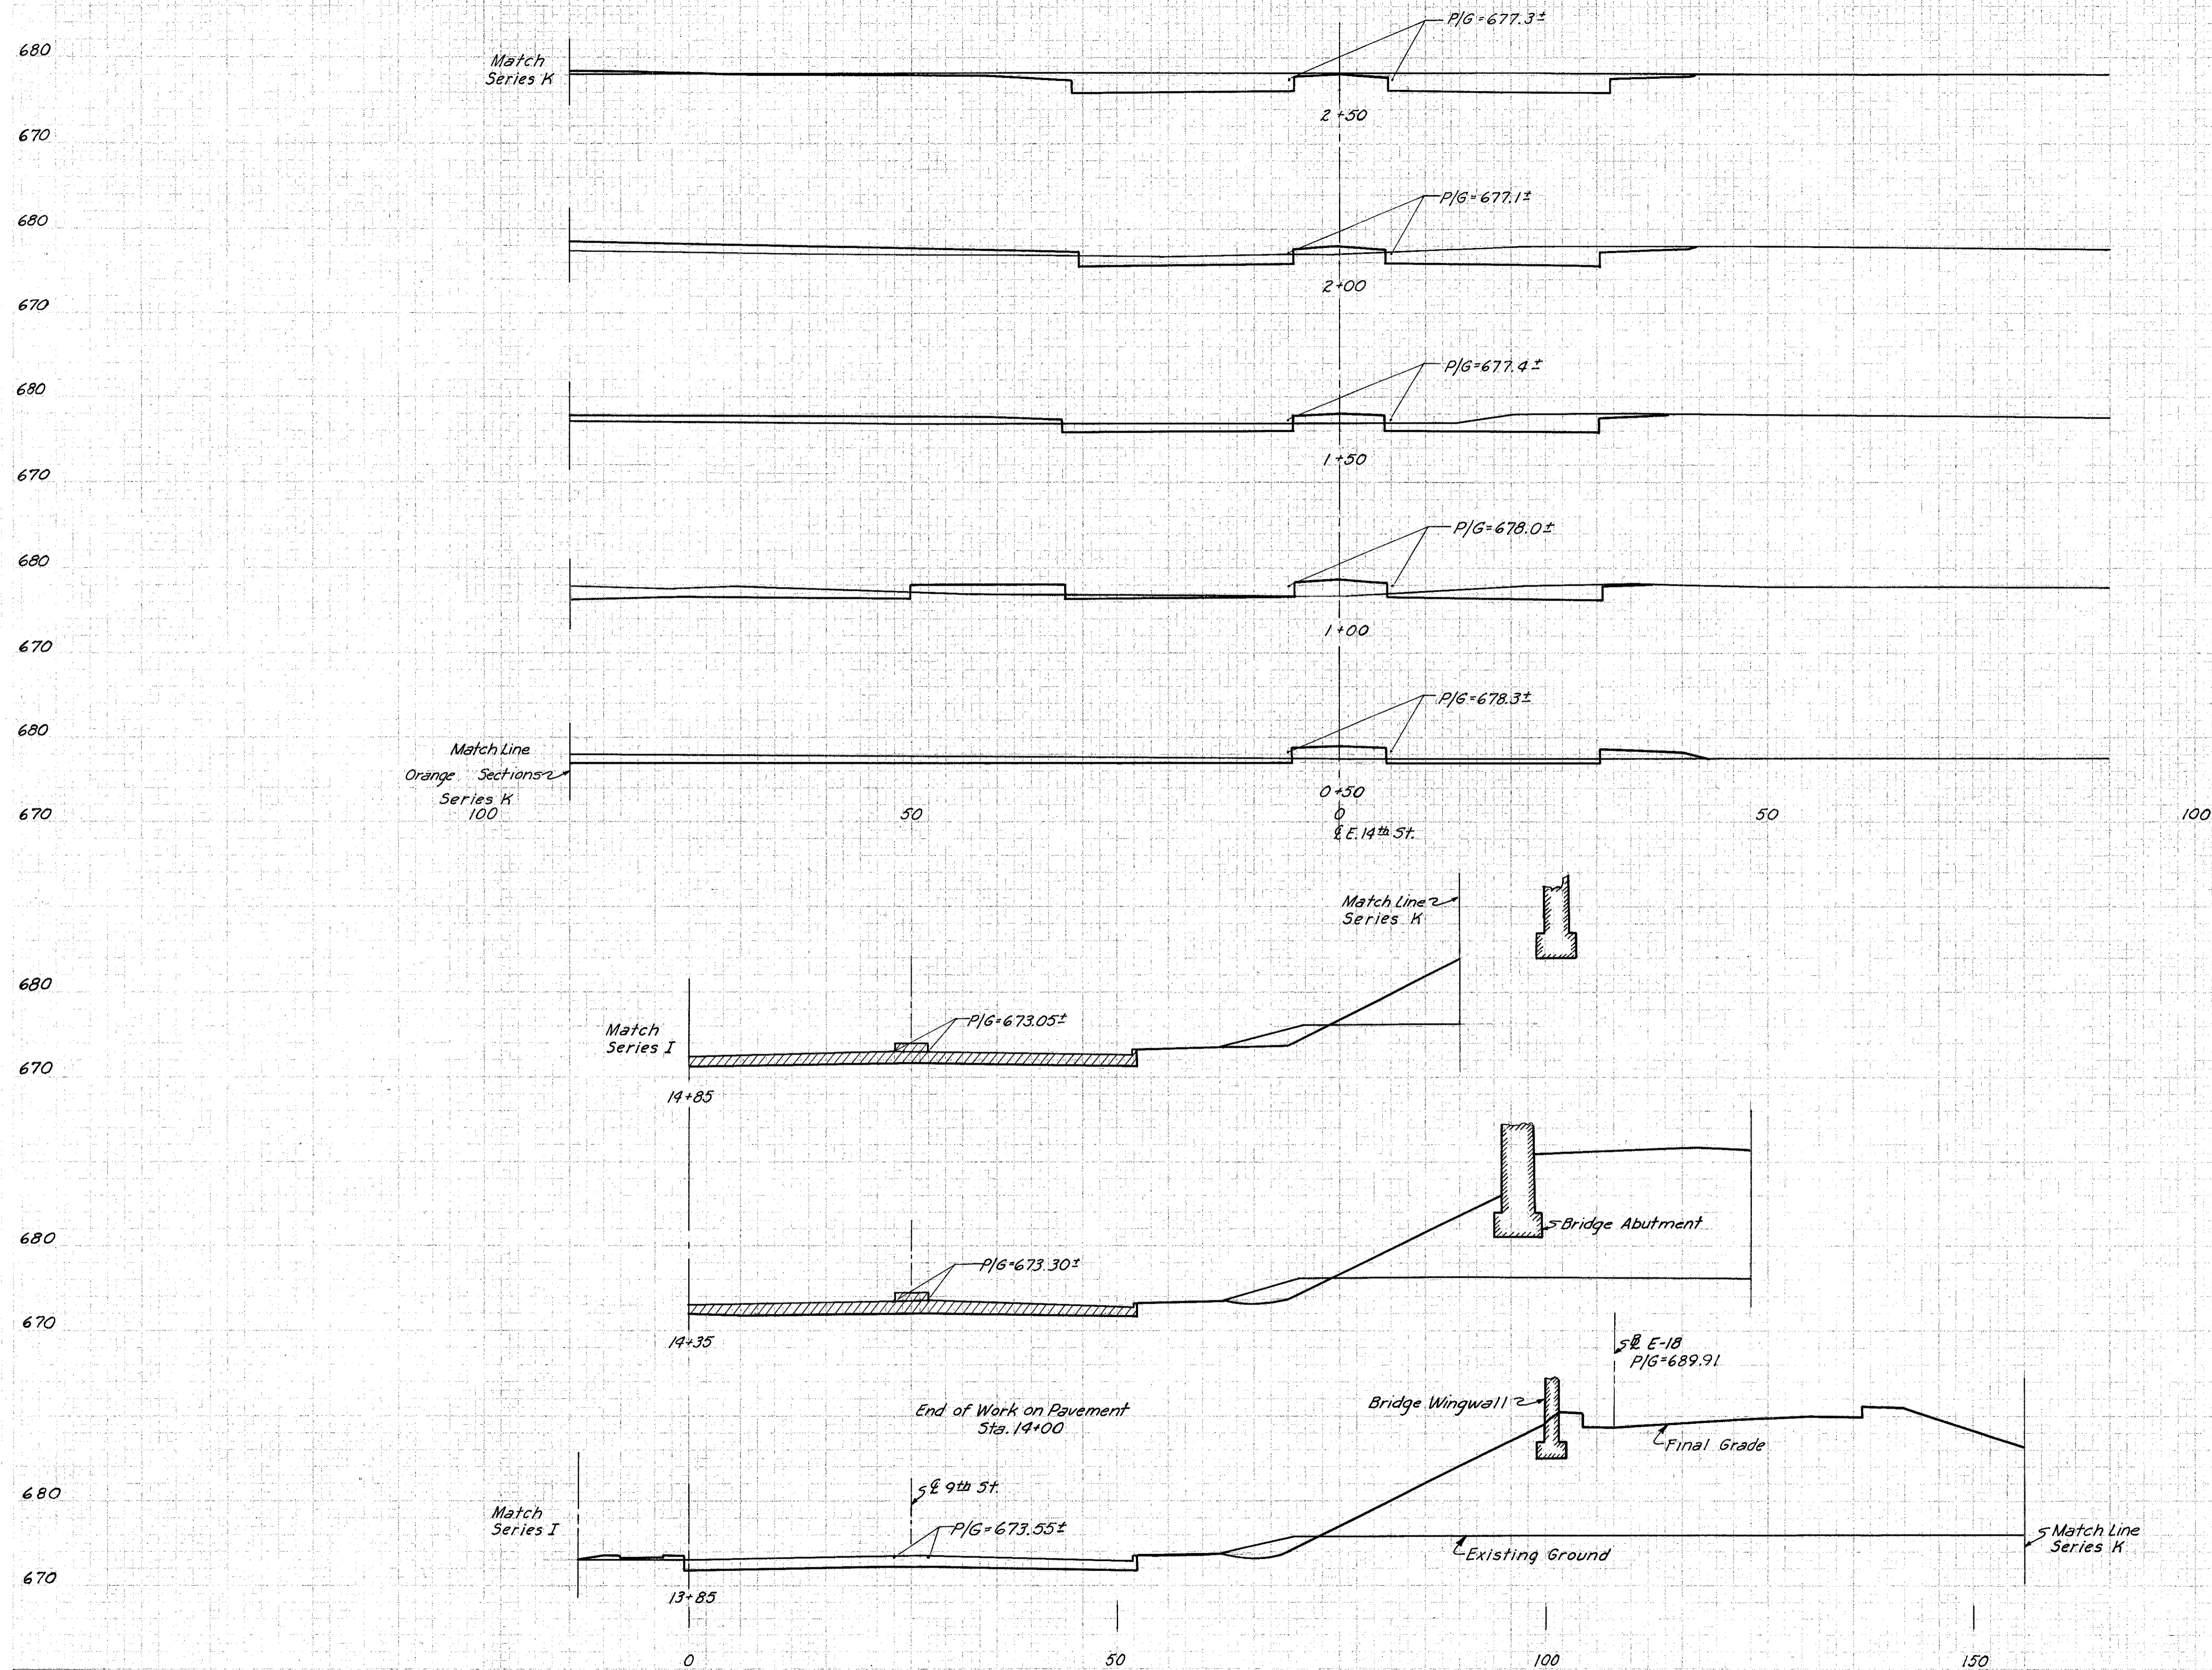 P/G=677.3±
680
Match
Series K
2+50
670
P/G=677.1±
680
2+00
670
P/G=677.4±
680
1+50
670
P/G=678.0±
680
1+00
670
P/G=678.3±
680
Match Line
Orange Sections
Series K
0+50
670 100 50 0 50 100
℄ E. 14th St.
Match Line
Series K
680
P/G=673.05±
Match
Series I
670
14+85
Bridge Abutment
680
P/G=673.30±
670
14+35
℄ E-18
P/G=689.91
Bridge Wingwall
End of Work on Pavement
Sta. 14+00
Final Grade
680
℄ 9th St.
Match
Series I
P/G=673.55±
Match Line
Series K
Existing Ground
670
13+85
0 50 100 150